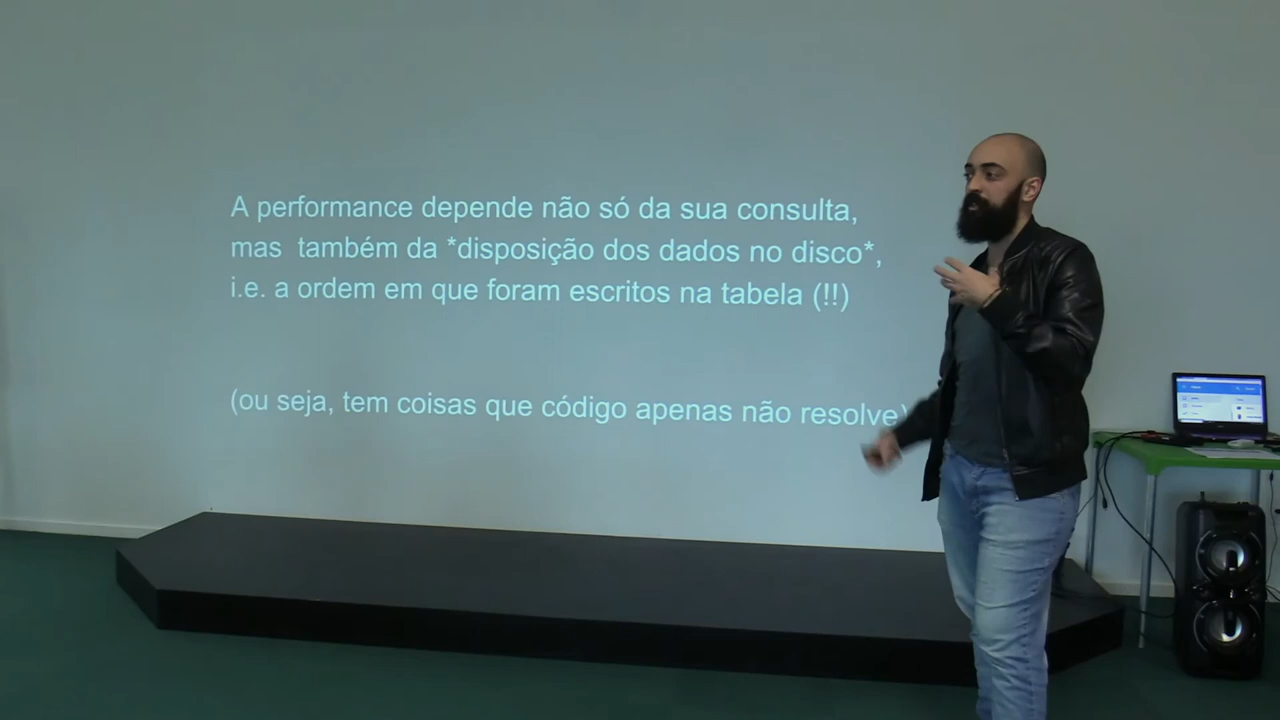 A performance depende não só da sua consulta,
mas também da *disposição dos dados no disco*,
i.e. a ordem em que foram escritos na tabela (!!)
(ou seja, tem coisas que código apenas não resolve)